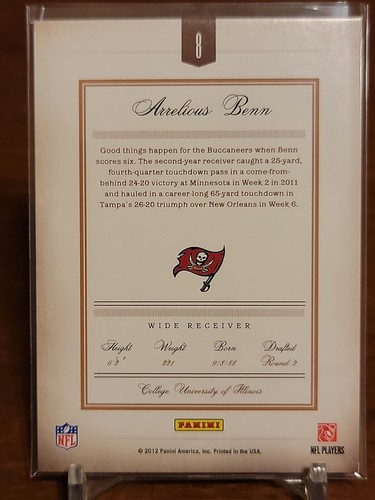 8
Arrelious Benn
Good things happen for the Buccaneers when Benn
scores six. The second-year receiver caught a 25-yard,
fourth-quarter touchdown pass in a come-from-
behind 24-20 victory at Minnesota in Week 2 in 2011
and hauled in a career-long 65-yard touchdown in
Tampa's 26-20 triumph over New Orleans in Week 6.
WIDE RECEIVER
Height Weight Born Drafted
6'2" 221 9/8/88 Round 2
College University of Illinois
PANINI
NFL
NFL PLAYERS
© 2012 Panini America, Inc. Printed in the USA.